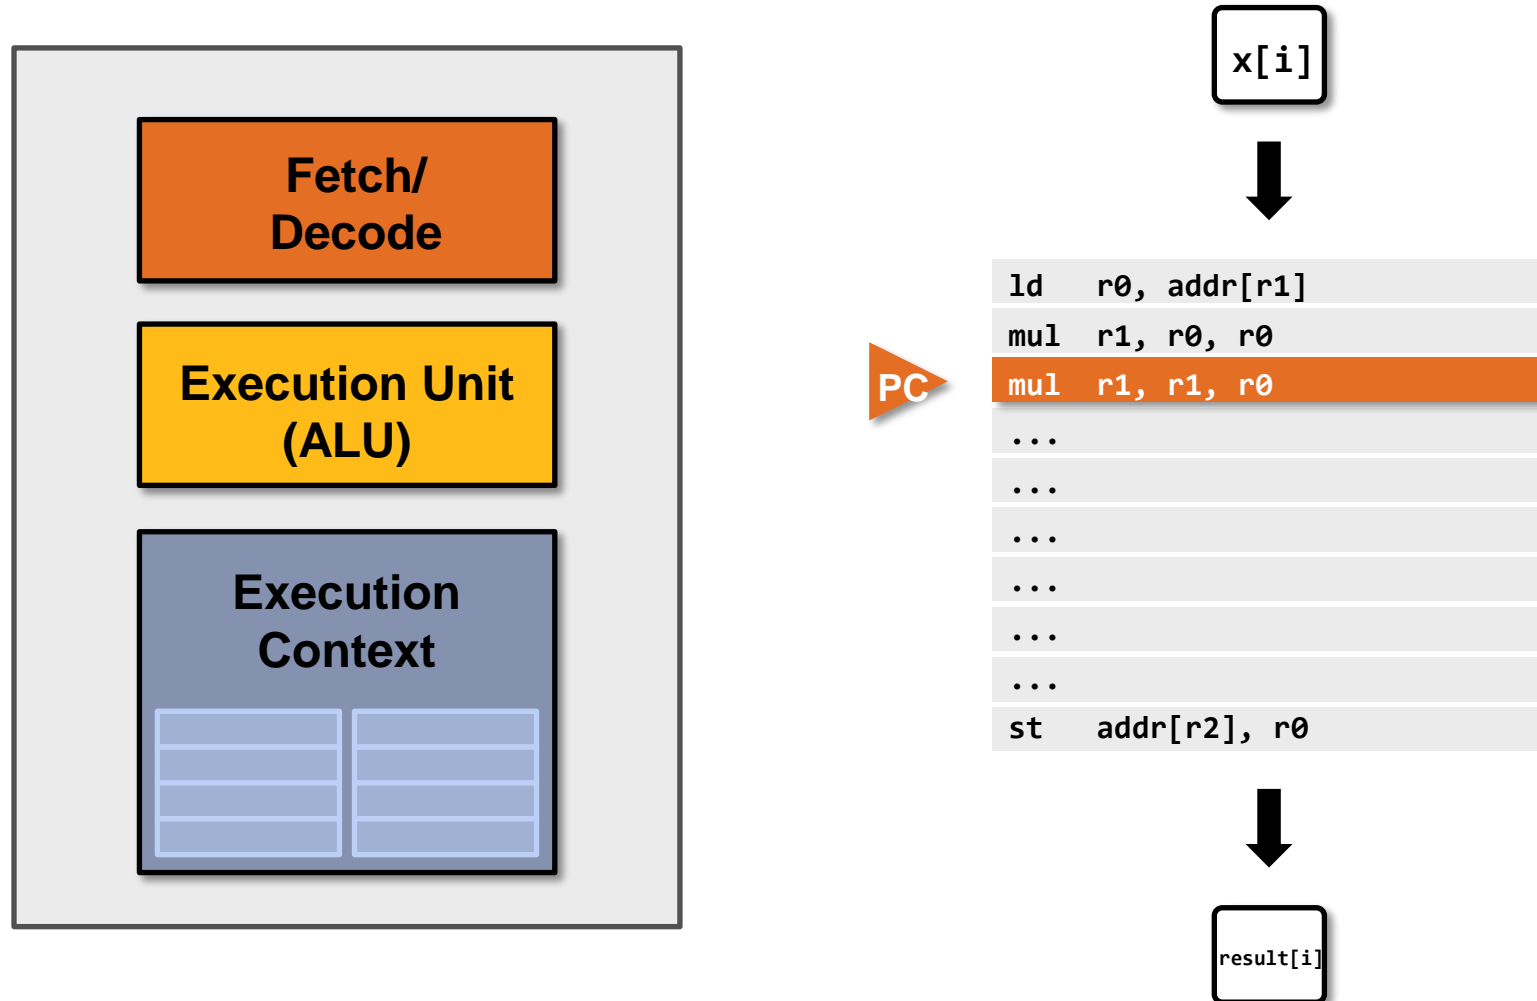 Fetch/
Decode
Execution Unit
(ALU)
Execution
Context
x[i]
ld r0, addr[r1]
mul r1, r0, r0
PC
mul r1, r1, r0
...
...
...
...
...
...
st addr[r2], r0
result[i]